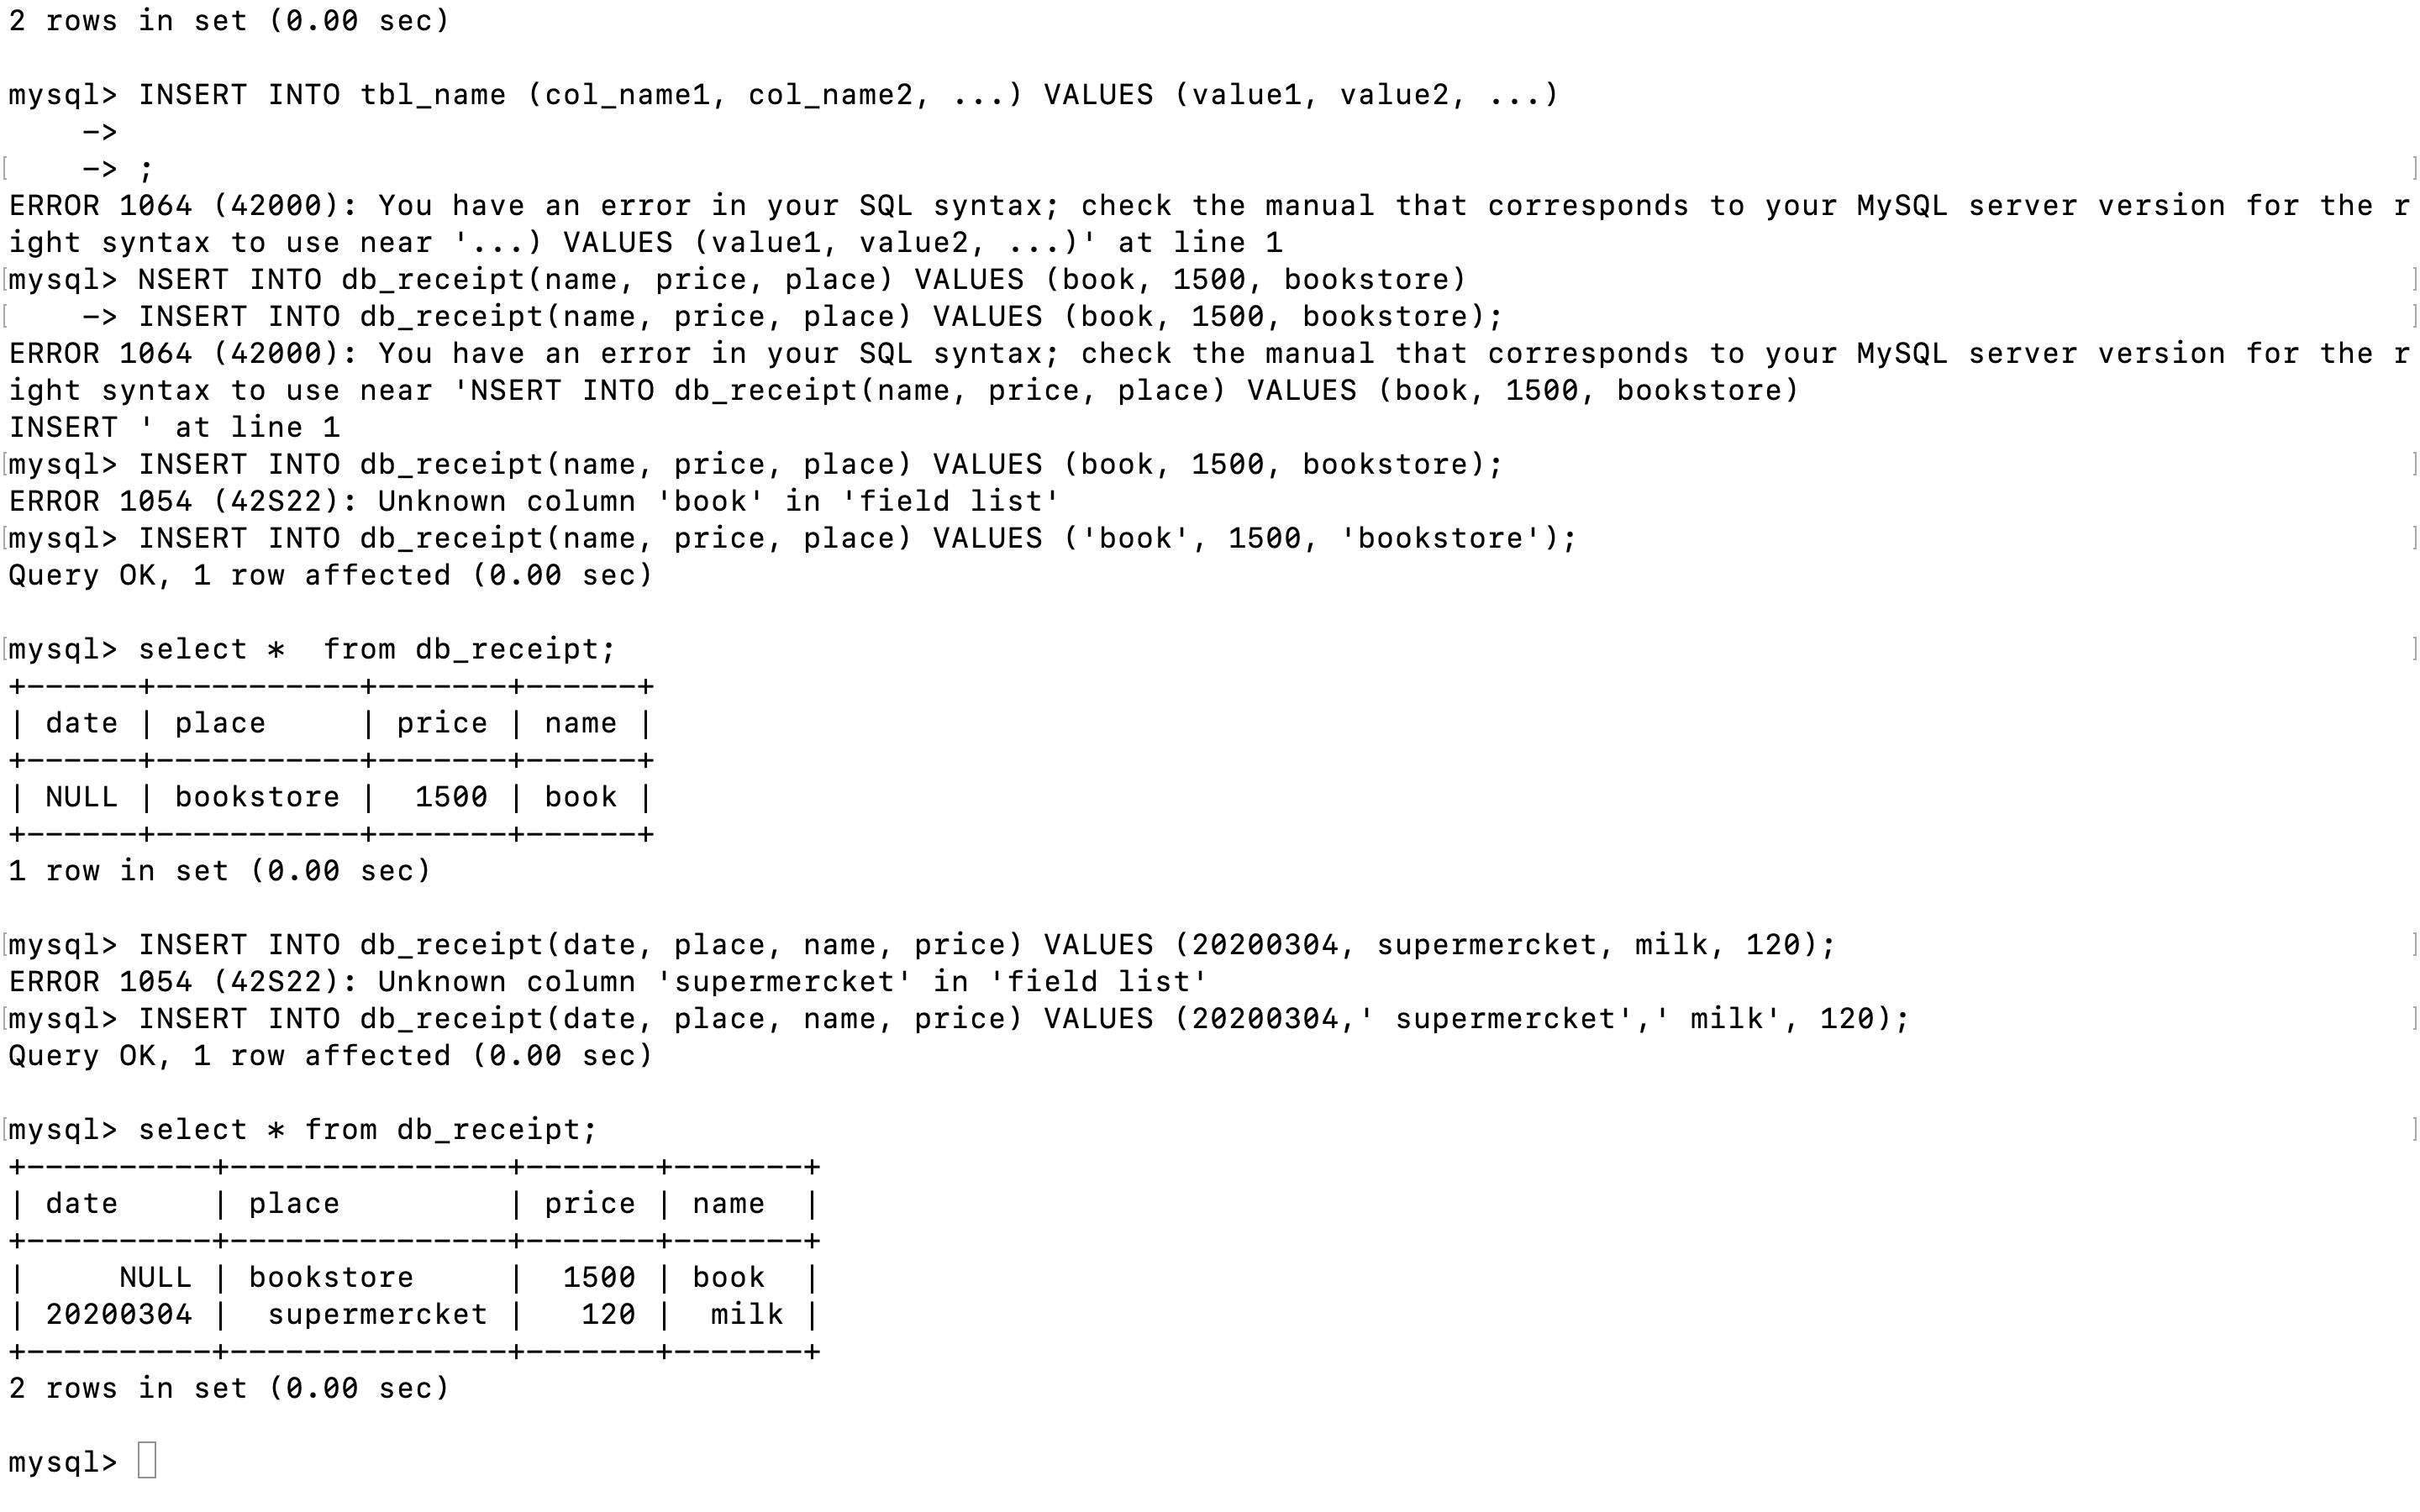 2 rows in set (0.00 sec)
mysql> INSERT INTO tbl_name (col_name1, col_name2, ...) VALUES (value1, value2, ...)
    ->
[    -> ;                                                                                                                             ]
ERROR 1064 (42000): You have an error in your SQL syntax; check the manual that corresponds to your MySQL server version for the r
ight syntax to use near '...) VALUES (value1, value2, ...)' at line 1
[mysql> NSERT INTO db_receipt(name, price, place) VALUES (book, 1500, bookstore)                                                    ]
[    -> INSERT INTO db_receipt(name, price, place) VALUES (book, 1500, bookstore);                                                  ]
ERROR 1064 (42000): You have an error in your SQL syntax; check the manual that corresponds to your MySQL server version for the r
ight syntax to use near 'NSERT INTO db_receipt(name, price, place) VALUES (book, 1500, bookstore)
INSERT ' at line 1
[mysql> INSERT INTO db_receipt(name, price, place) VALUES (book, 1500, bookstore);                                                  ]
ERROR 1054 (42S22): Unknown column 'book' in 'field list'
[mysql> INSERT INTO db_receipt(name, price, place) VALUES ('book', 1500, 'bookstore');                                              ]
Query OK, 1 row affected (0.00 sec)
[mysql> select *  from db_receipt;                                                                                                  ]
+------+-----------+-------+------+
| date | place     | price | name |
+------+-----------+-------+------+
| NULL | bookstore |  1500 | book |
+------+-----------+-------+------+
1 row in set (0.00 sec)
[mysql> INSERT INTO db_receipt(date, place, name, price) VALUES (20200304, supermercket, milk, 120);                                ]
ERROR 1054 (42S22): Unknown column 'supermercket' in 'field list'
[mysql> INSERT INTO db_receipt(date, place, name, price) VALUES (20200304,' supermercket',' milk', 120);                            ]
Query OK, 1 row affected (0.00 sec)
[mysql> select * from db_receipt;                                                                                                   ]
+----------+---------------+-------+-------+
| date     | place         | price | name  |
+----------+---------------+-------+-------+
|     NULL | bookstore     |  1500 | book  |
| 20200304 |  supermercket |   120 |  milk |
+----------+---------------+-------+-------+
2 rows in set (0.00 sec)
mysql>